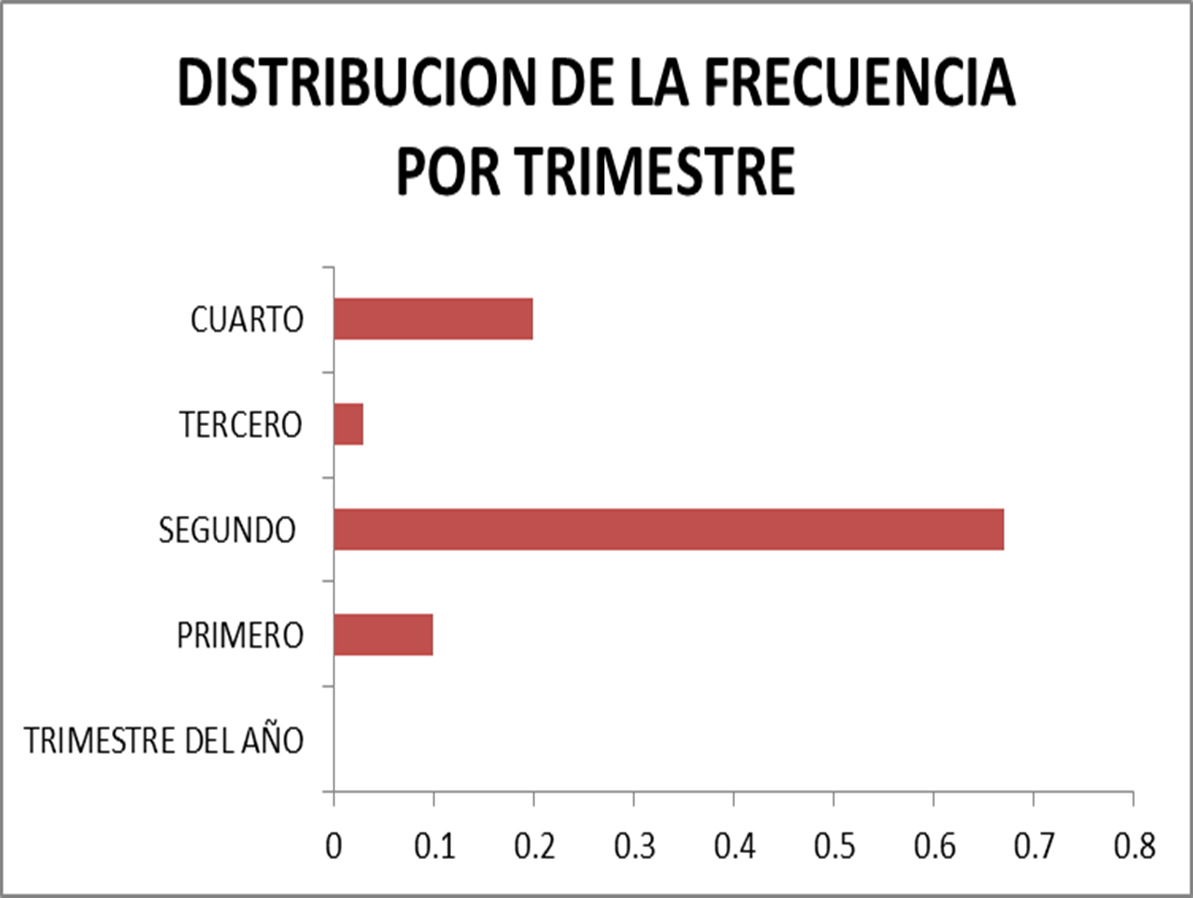 DISTRIBUCION DE LA FRECUENCIA
POR TRIMESTRE
CUARTO
TERCERO
SEGUNDO
PRIMERO
TRIMESTRE DEL AÑO
0 0.1 0.2 0.3 0.4 0.5 0.6 0.7 0.8